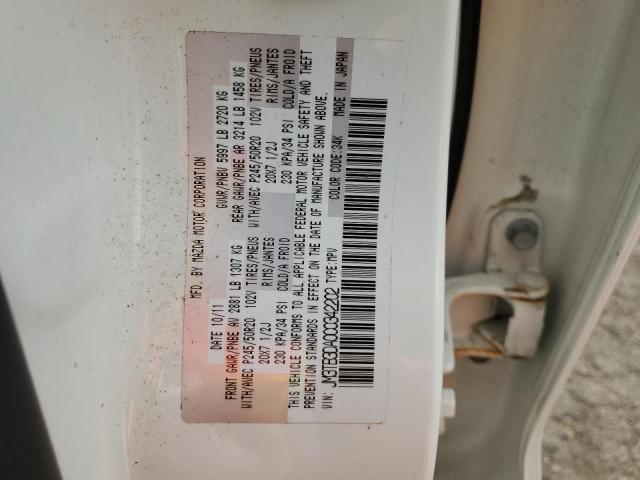 MFD. BY MAZDA MOTOR CORPORATION
DATE 10/11 GVWR/PNBV 5997 LB 2720 KG
FRONT GAWR/PNBE AV 2881 LB 1307 KG REAR GAWR/PNBE AR 3214 LB 1458 KG
WITH/AVEC P245/50R20 102V TIRES/PNEUS WITH/AVEC P245/50R20 102V TIRES/PNEUS
20X7 1/2J RIMS/JANTES 20X7 1/2J RIMS/JANTES
230 KPA/34 PSI COLD/A FROID 230 KPA/34 PSI COLD/A FROID
THIS VEHICLE CONFORMS TO ALL APPLICABLE FEDERAL MOTOR VEHICLE SAFETY AND THEFT
PREVENTION STANDARDS IN EFFECT ON THE DATE OF MANUFACTURE SHOWN ABOVE.
VIN: JM3TB3DA0C0342202 TYPE:MPV COLOR CODE:34K MADE IN JAPAN